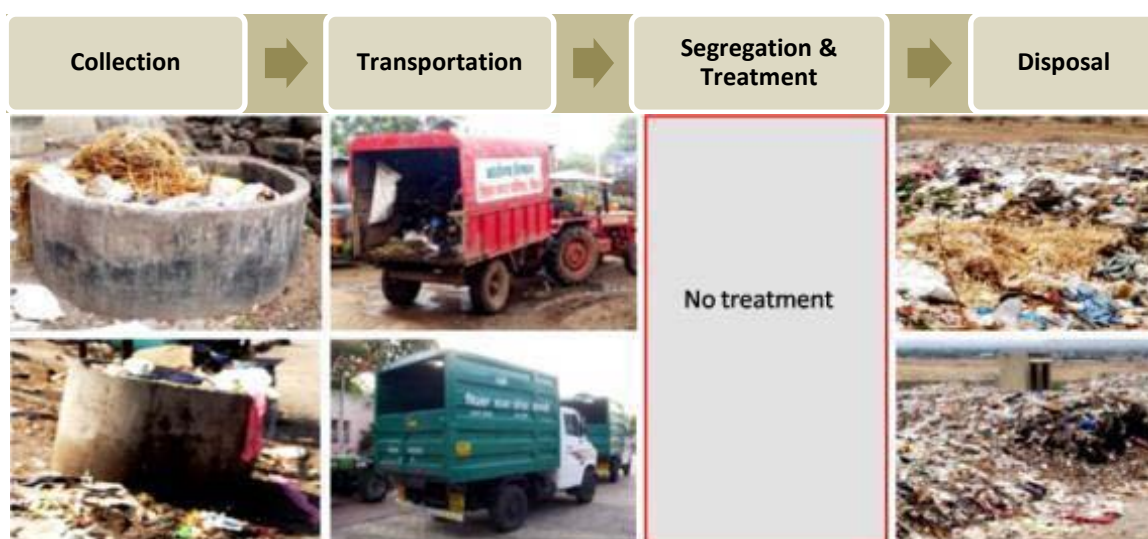 Collection
Transportation
Segregation &
Treatment
Disposal
No treatment